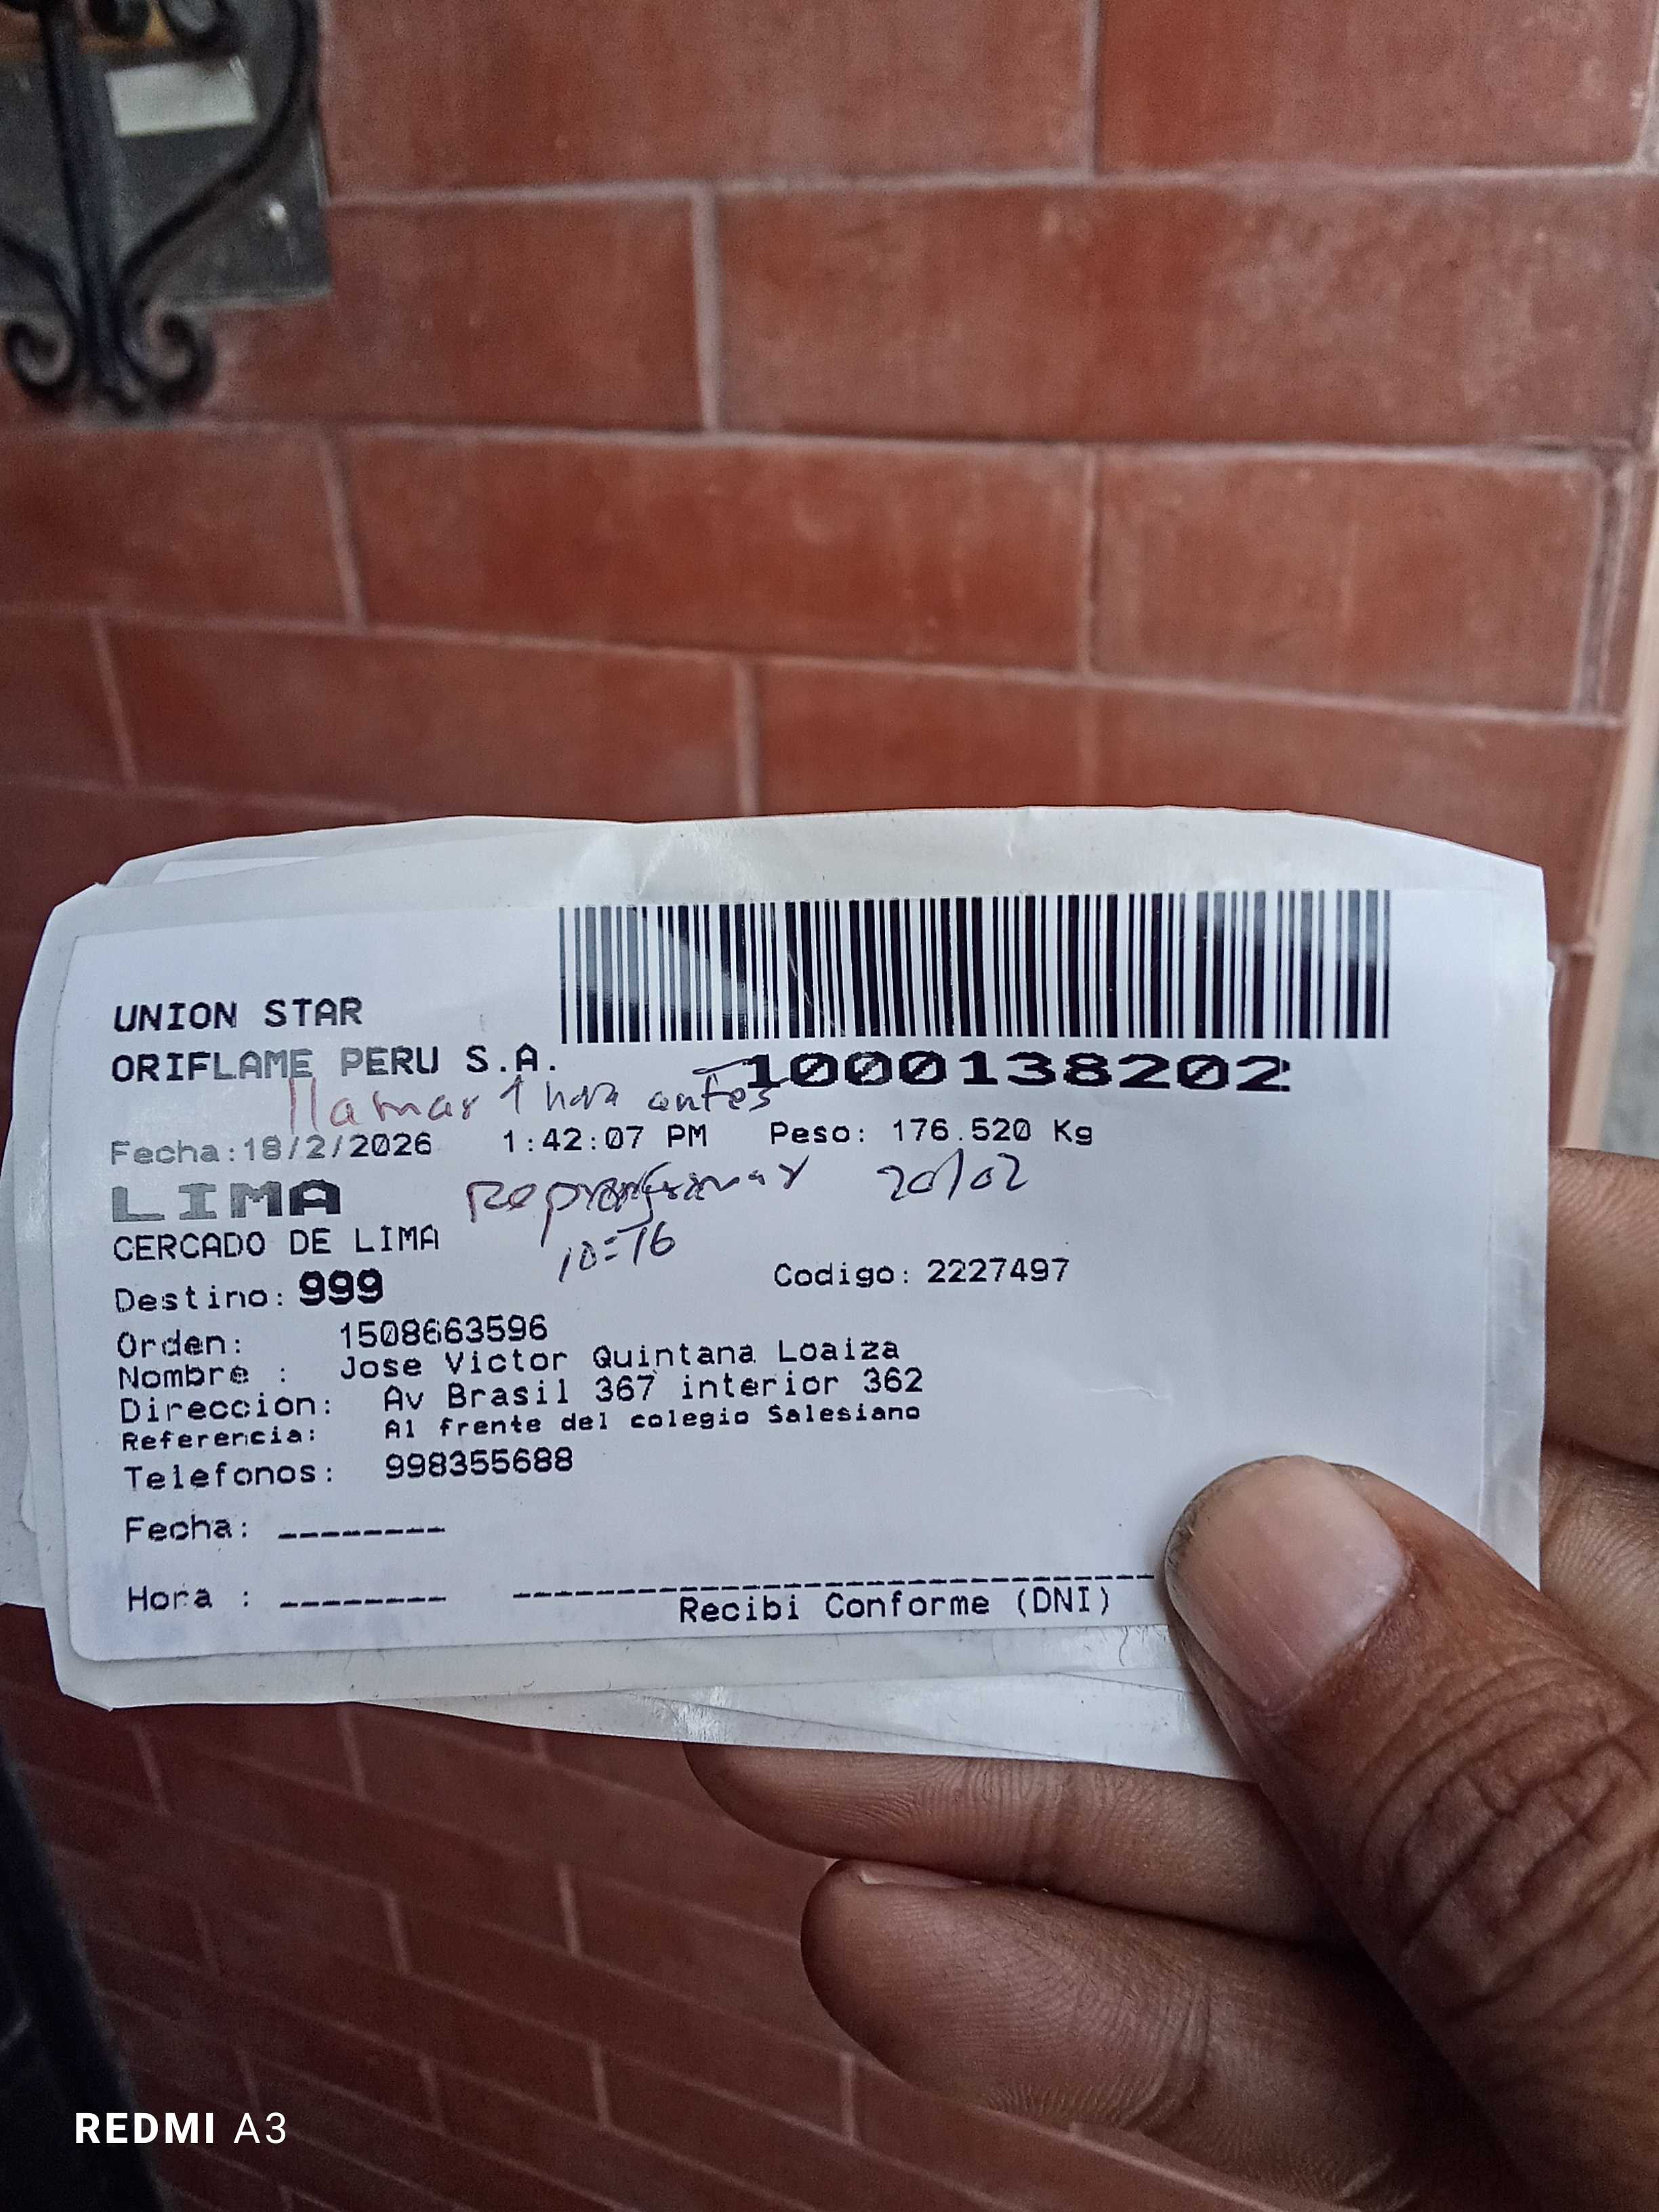 UNION STAR
ORIFLAME PERU S.A.
1000138202
llamar 1 hora antes
Fecha:18/2/2026 1:42:07 PM Peso: 176.520 Kg
LIMA
Reprogramar 20/02
CERCADO DE LIMA
10:16
Destino: 999 Codigo: 2227497
Orden: 1508663596
Nombre : Jose Victor Quintana Loaiza
Direccion: Av Brasil 367 interior 362
Referencia: Al frente del colegio Salesiano
Telefonos: 998355688
Fecha: --------
Hora : --------
Recibi Conforme (DNI)
REDMI A3